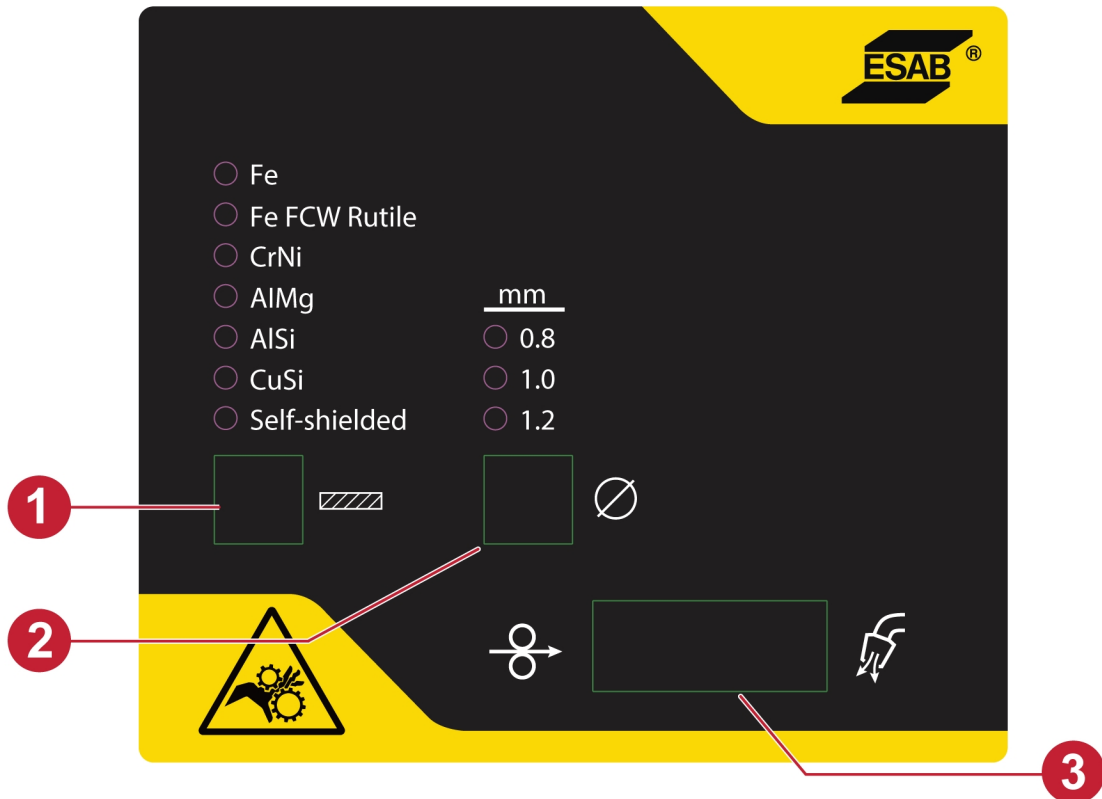 ESAB ®
Fe
Fe FCW Rutile
CrNi
AlMg
AlSi
CuSi
Self-shielded
mm
0.8
1.0
1.2
1
2
3